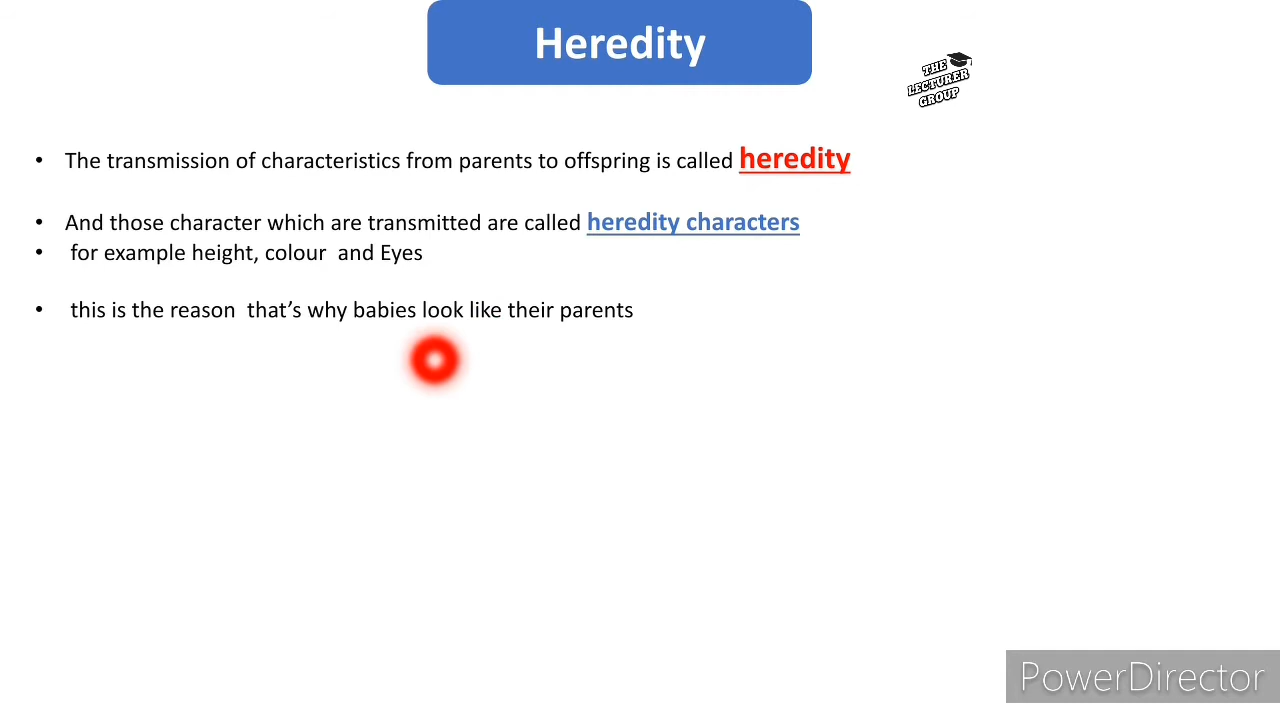 Heredity
THE
LECTURER
GROUP
• The transmission of characteristics from parents to offspring is called heredity
• And those character which are transmitted are called heredity characters
• for example height, colour  and Eyes
• this is the reason  that’s why babies look like their parents
PowerDirector